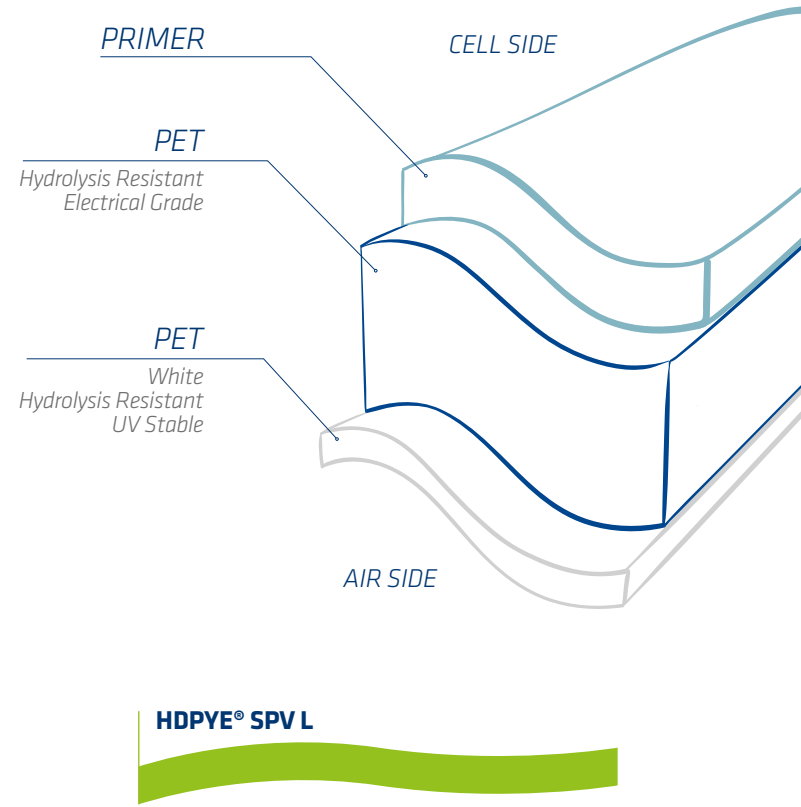 PRIMER
CELL SIDE
PET
Hydrolysis Resistant
Electrical Grade
PET
White
Hydrolysis Resistant
UV Stable
AIR SIDE
HDPYE® SPV L